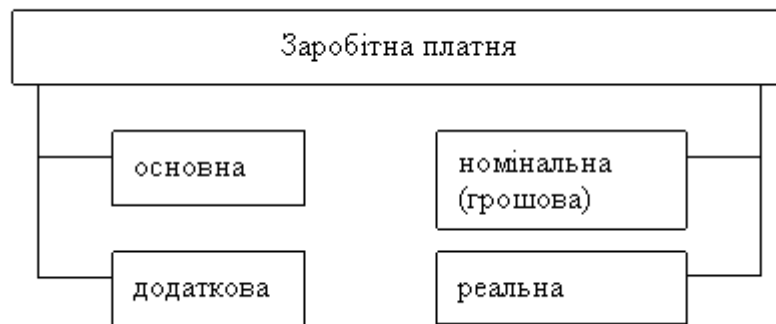 Заробітна платня
основна
номінальна
(грошова)
додаткова
реальна